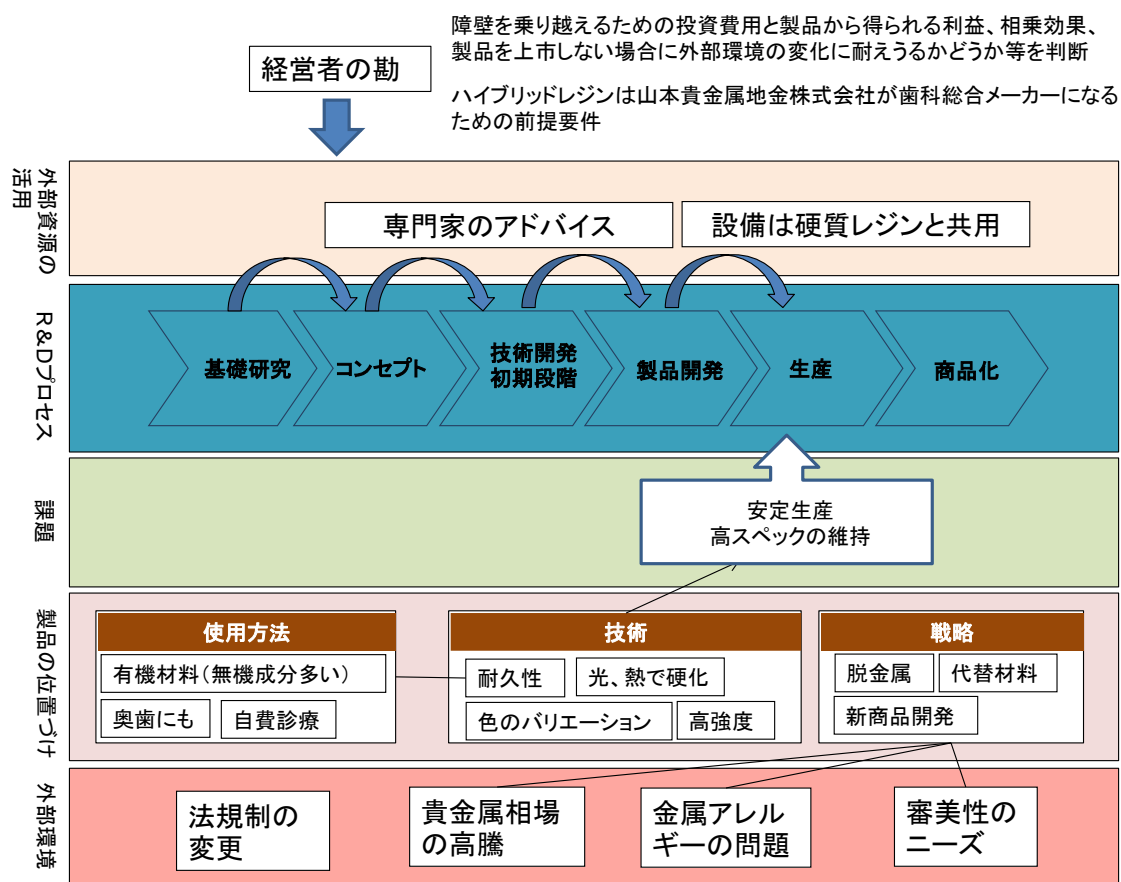 障壁を乗り越えるための投資費用と製品から得られる利益、相乗効果、
製品を上市しない場合に外部環境の変化に耐えうるかどうか等を判断
経営者の勘
ハイブリッドレジンは山本貴金属地金株式会社が歯科総合メーカーになる
ための前提要件
外部資源の
活用
専門家のアドバイス
設備は硬質レジンと共用
R&Dプロセス
基礎研究
コンセプト
技術開発
初期段階
製品開発
生産
商品化
課題
安定生産
高スペックの維持
製品の位置づけ
使用方法
有機材料(無機成分多い)
奥歯にも
自費診療
技術
耐久性
光、熱で硬化
色のバリエーション
高強度
戦略
脱金属
代替材料
新商品開発
外部環境
法規制の
変更
貴金属相場
の高騰
金属アレル
ギーの問題
審美性の
ニーズ